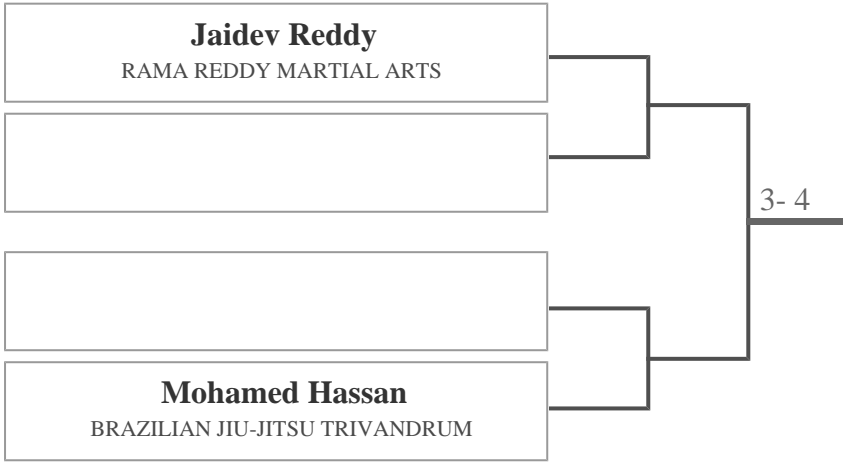 Jaidev Reddy
RAMA REDDY MARTIAL ARTS
3- 4
Mohamed Hassan
BRAZILIAN JIU-JITSU TRIVANDRUM